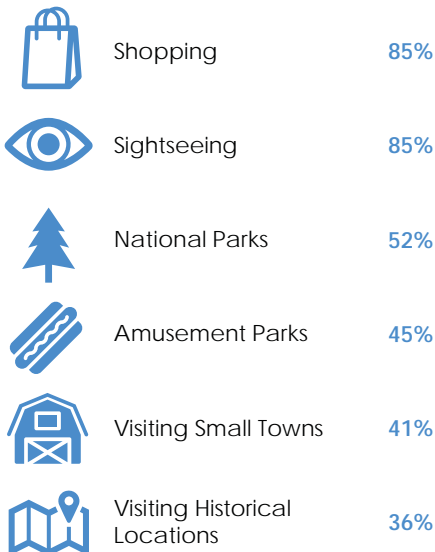 Shopping 85%
Sightseeing 85%
National Parks 52%
Amusement Parks 45%
Visiting Small Towns 41%
Visiting Historical
Locations 36%